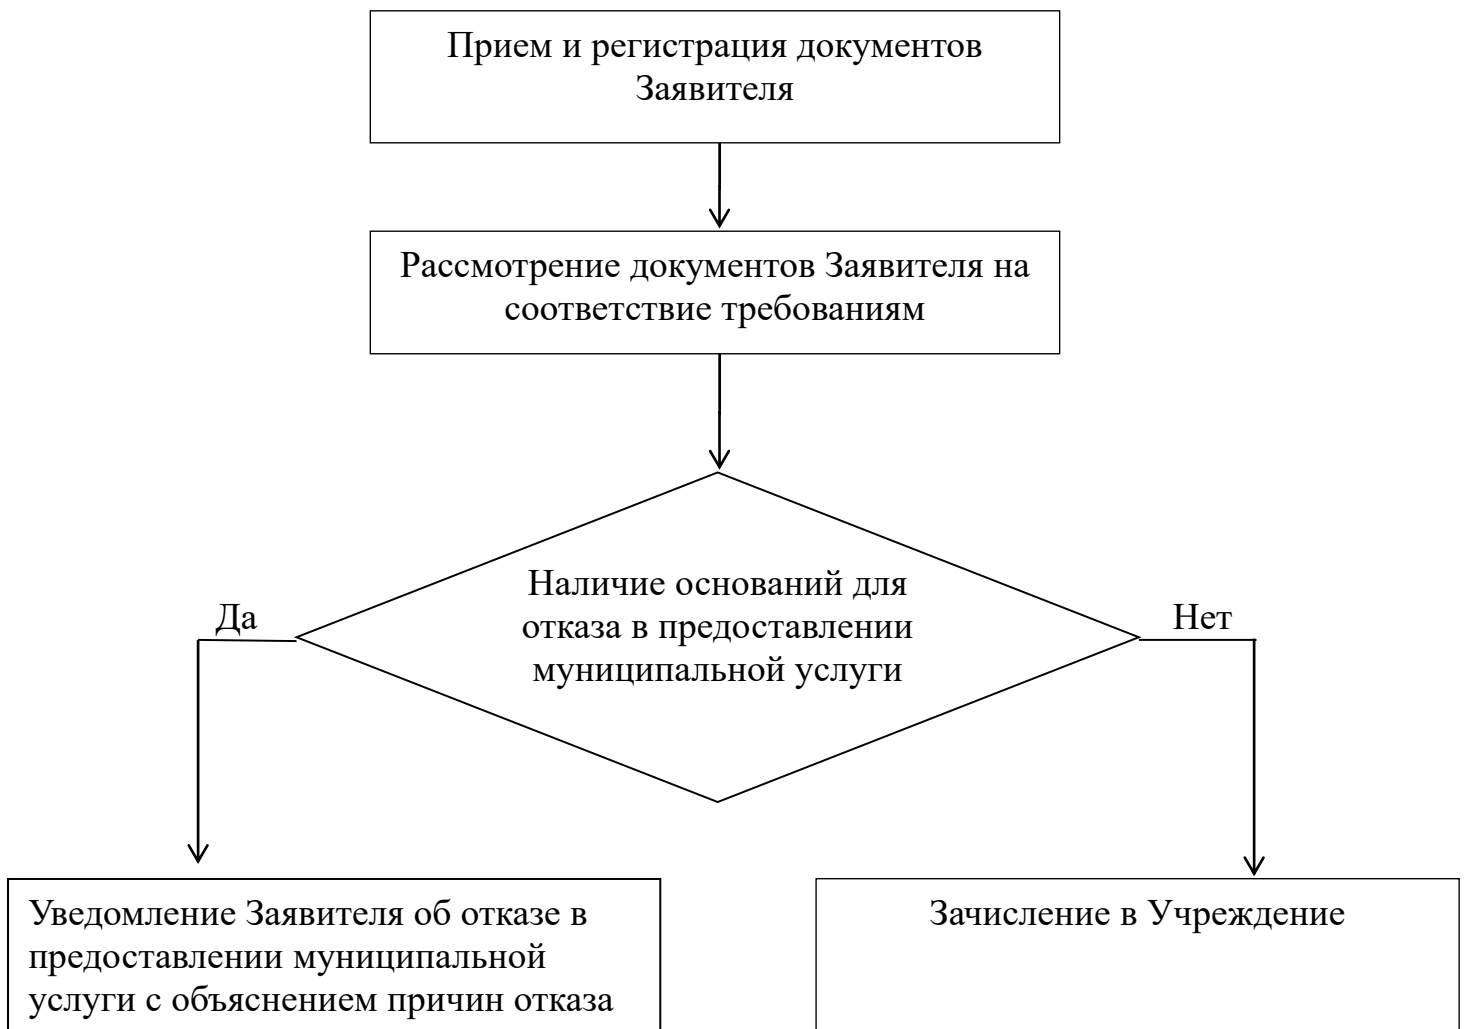 Прием и регистрация документов
Заявителя
Рассмотрение документов Заявителя на
соответствие требованиям
Наличие оснований для
отказа в предоставлении
муниципальной услуги
Да
Нет
Уведомление Заявителя об отказе в
предоставлении муниципальной
услуги с объяснением причин отказа
Зачисление в Учреждение